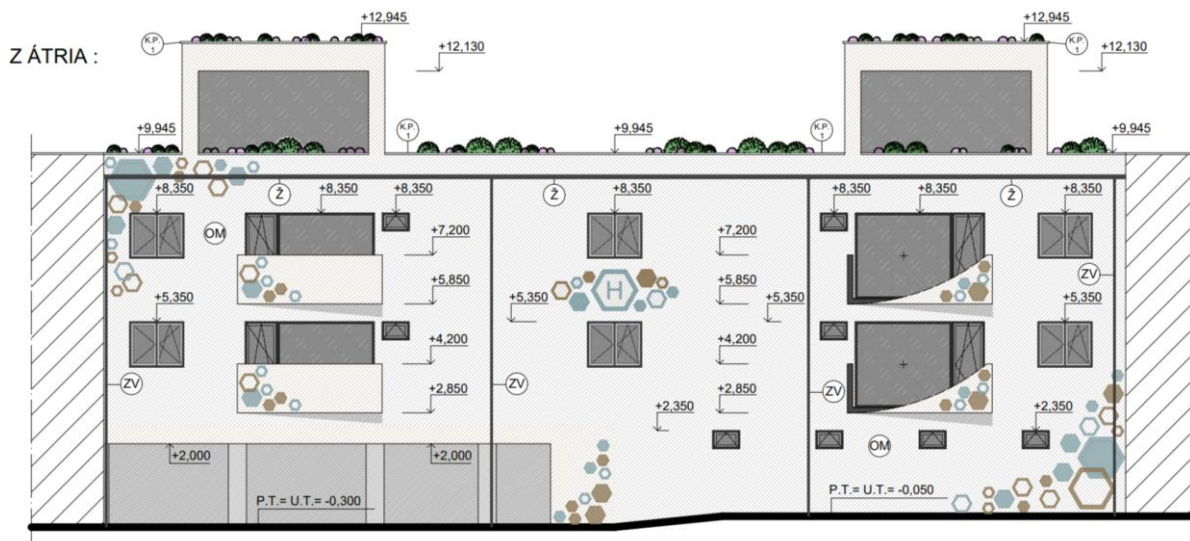 +12,945
+12,945
K.P.
1
K.P.
1
Z ÁTRIA :
+12,130
+12,130
+9,945
K.P.
1
+9,945
K.P.
1
+9,945
Ž
Ž
Ž
+8,350
+8,350
+8,350
+8,350
+8,350
+8,350
+8,350
OM
+7,200
+7,200
ZV
+5,850
H
+5,850
+5,350
+5,350
+5,350
+5,350
+4,200
+4,200
ZV
ZV
ZV
+2,850
+2,850
+2,350
+2,350
OM
+2,000
+2,000
P.T.= U.T.= -0,300
P.T.= U.T.= -0,050